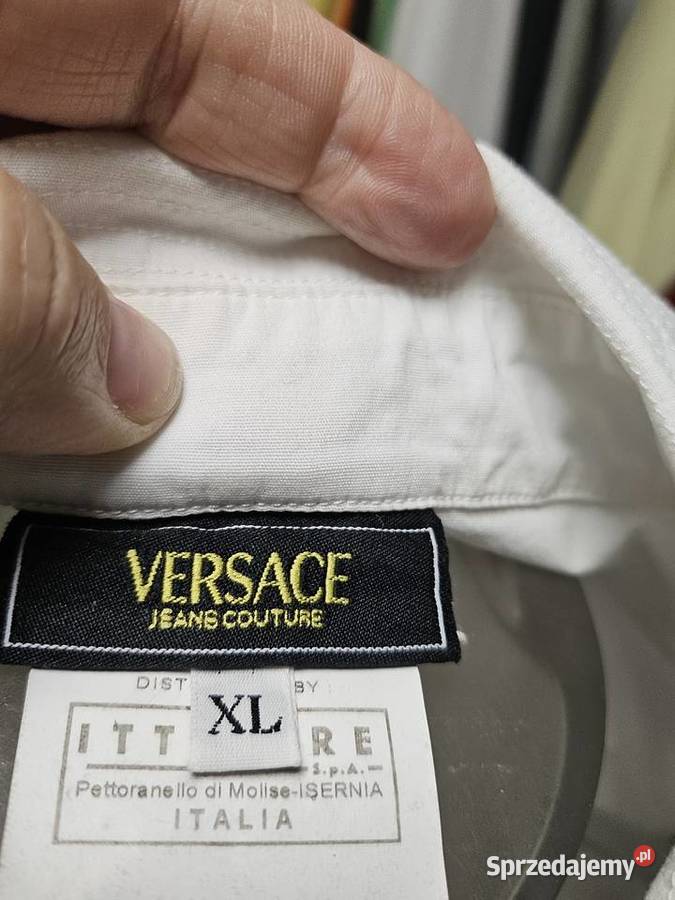 VERSACE
JEANS COUTURE
DIST BY
XL
ITT RE
S.p.A.
Pettoranello di Molise-ISERNIA
ITALIA
Sprzedajemy.pl